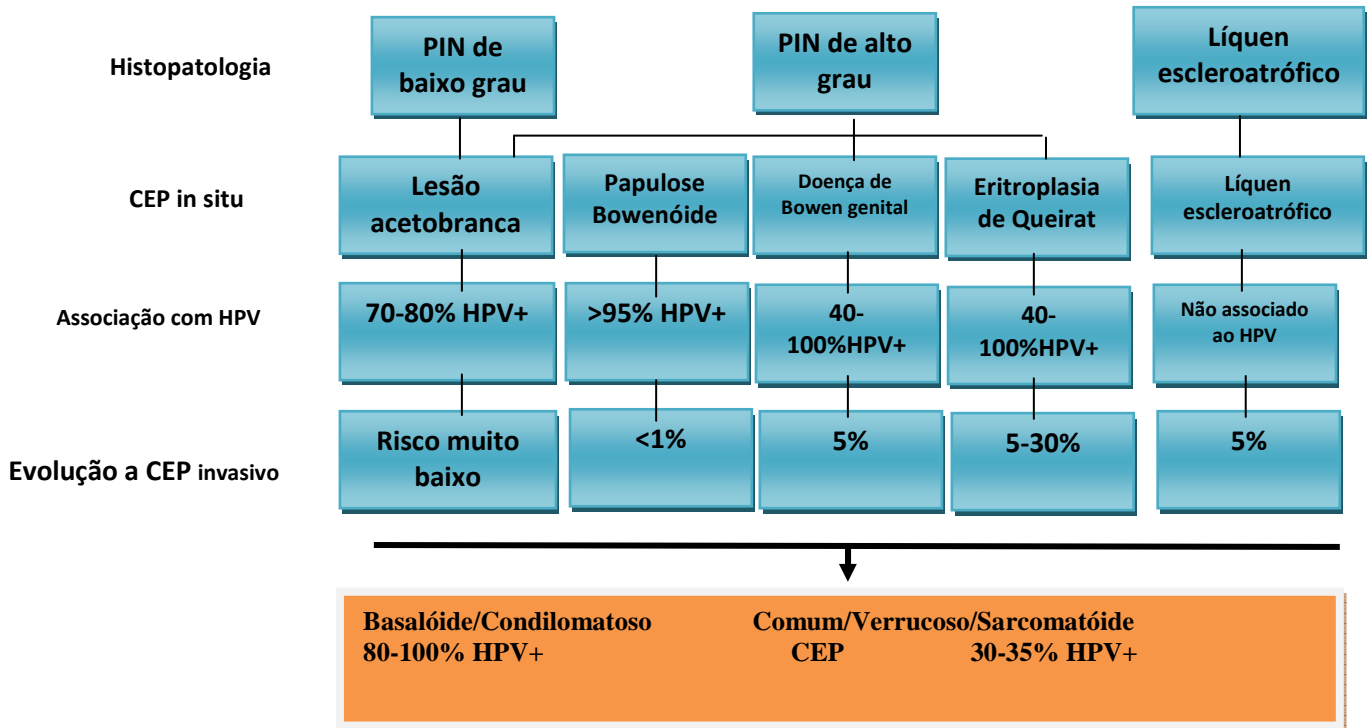 Histopatologia
PIN de
baixo grau
PIN de alto
grau
Líquen
escleroatrófico
CEP in situ
Lesão
acetobranca
Papulose
Bowenóide
Doença de
Bowen genital
Eritroplasia
de Queirat
Líquen
escleroatrófico
Associação com HPV
70-80% HPV+
>95% HPV+
40-
100%HPV+
40-
100%HPV+
Não associado
ao HPV
Evolução a CEP invasivo
Risco muito
baixo
<1%
5%
5-30%
5%
Basalóide/Condilomatoso Comum/Verrucoso/Sarcomatóide
80-100% HPV+ CEP 30-35% HPV+